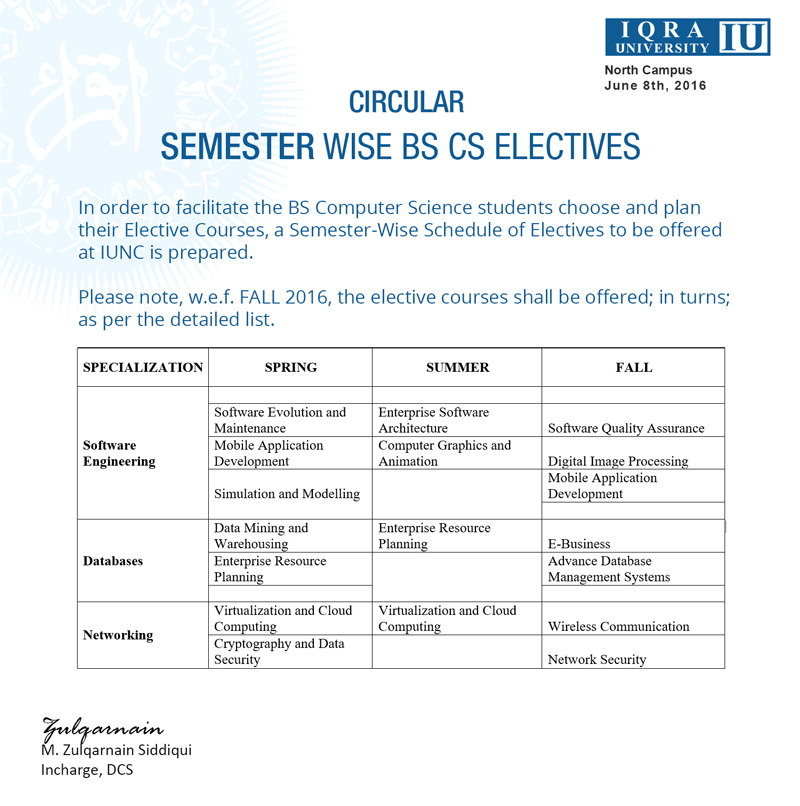 IQRA
UNIVERSITY
IU
North Campus
June 8th, 2016
CIRCULAR
SEMESTER WISE BS CS ELECTIVES
In order to facilitate the BS Computer Science students choose and plan
their Elective Courses, a Semester-Wise Schedule of Electives to be offered
at IUNC is prepared.
Please note, w.e.f. FALL 2016, the elective courses shall be offered; in turns;
as per the detailed list.
SPECIALIZATION SPRING SUMMER FALL
Software
Engineering
Software Evolution and
Maintenance
Enterprise Software
Architecture
Software Quality Assurance
Mobile Application
Development
Computer Graphics and
Animation
Digital Image Processing
Simulation and Modelling
Mobile Application
Development
Databases
Data Mining and
Warehousing
Enterprise Resource
Planning
E-Business
Enterprise Resource
Planning
Advance Database
Management Systems
Networking
Virtualization and Cloud
Computing
Virtualization and Cloud
Computing
Wireless Communication
Cryptography and Data
Security
Network Security
Zulqarnain
M. Zulqarnain Siddiqui
Incharge, DCS